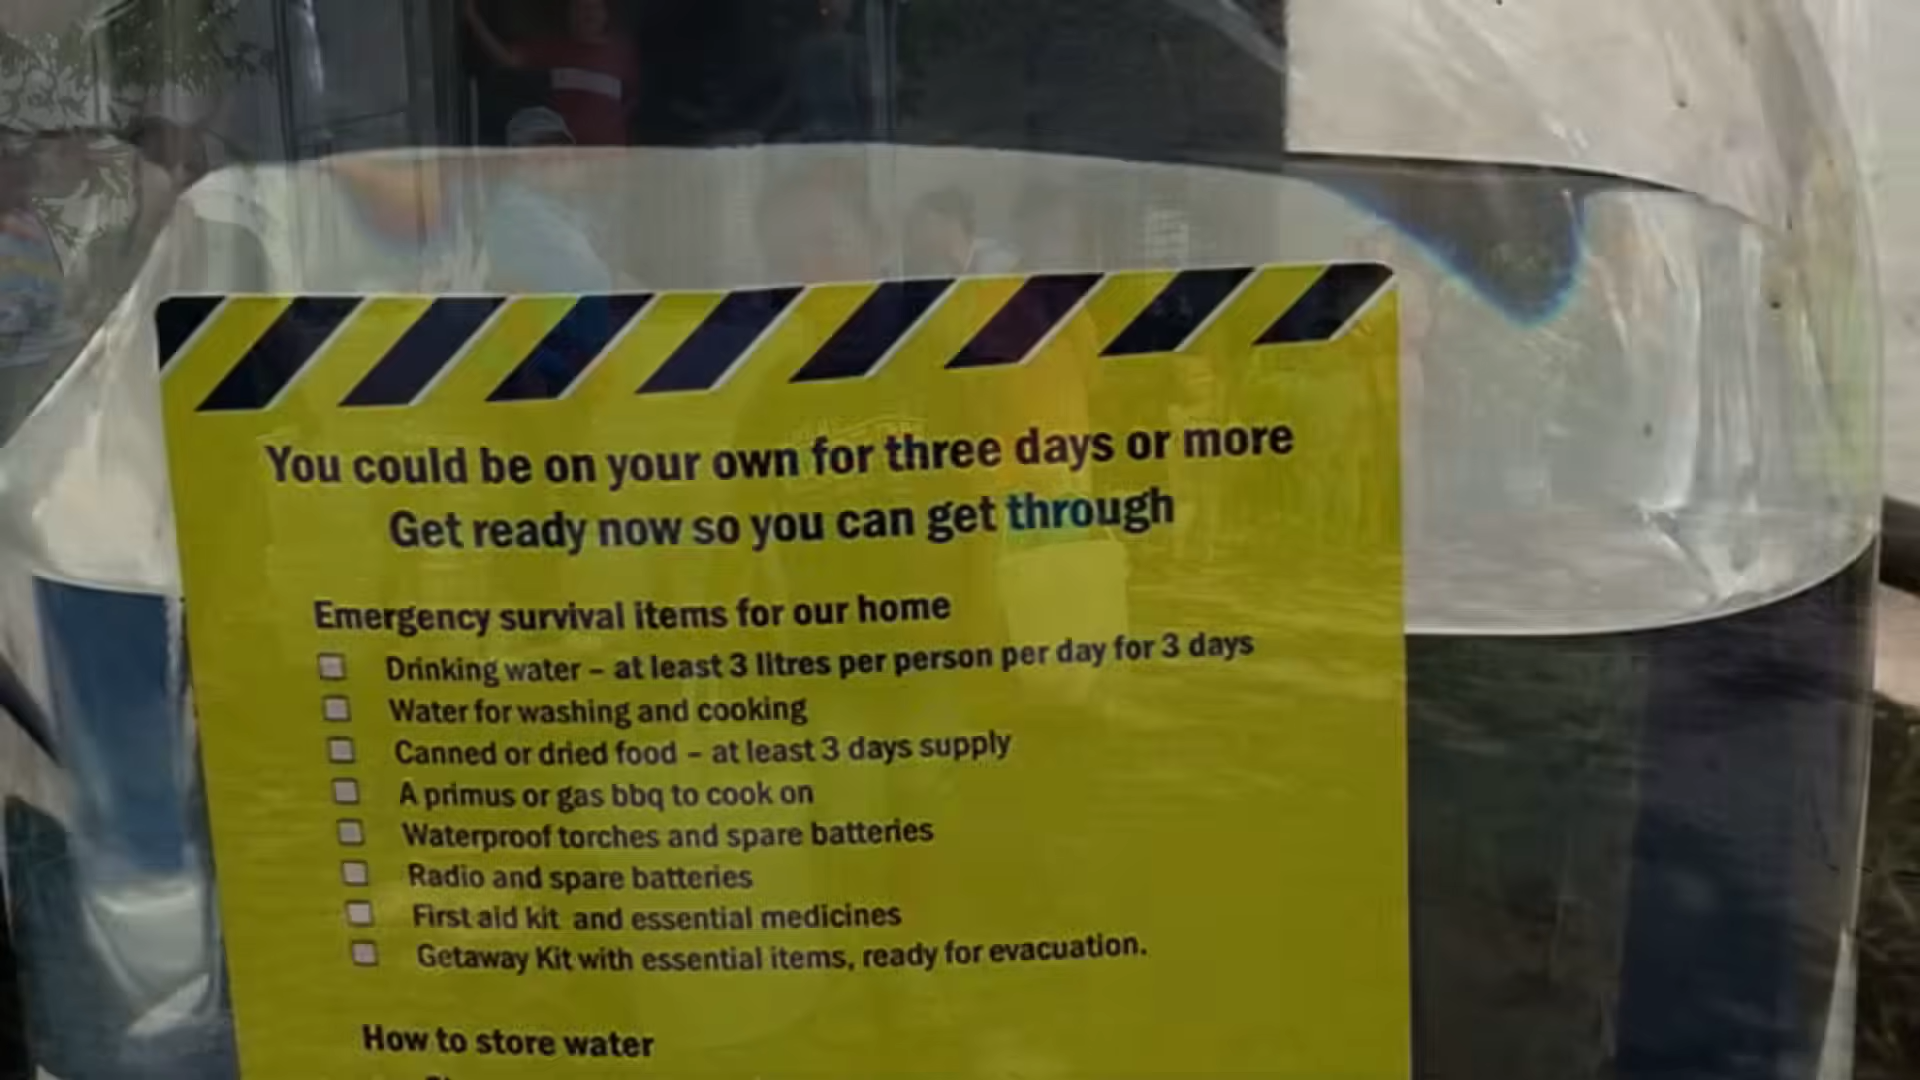 You could be on your own for three days or more
Get ready now so you can get through
Emergency survival items for our home
Drinking water – at least 3 litres per person per day for 3 days
Water for washing and cooking
Canned or dried food – at least 3 days supply
A primus or gas bbq to cook on
Waterproof torches and spare batteries
Radio and spare batteries
First aid kit and essential medicines
Getaway Kit with essential items, ready for evacuation.
How to store water